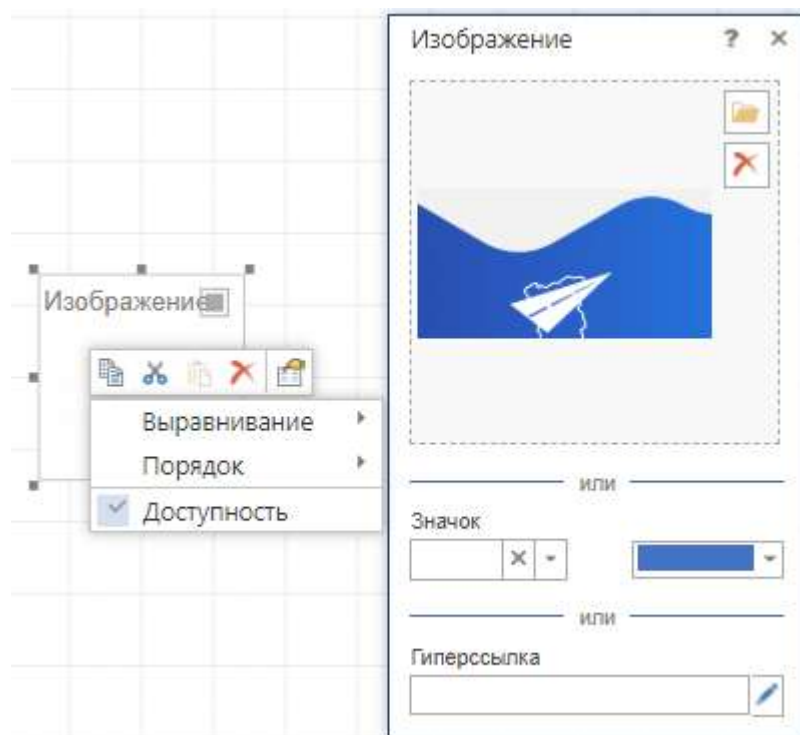 Изображение
Изображение
Выравнивание
Порядок
Доступность
или
Значок
или
Гиперссылка